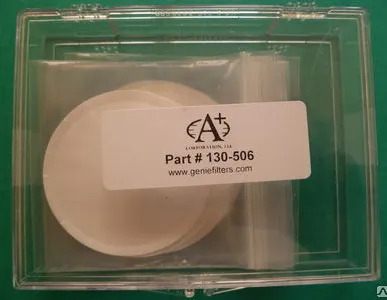 A+
CORPORATION, LLC
Part # 130-506
www.geniefilters.com